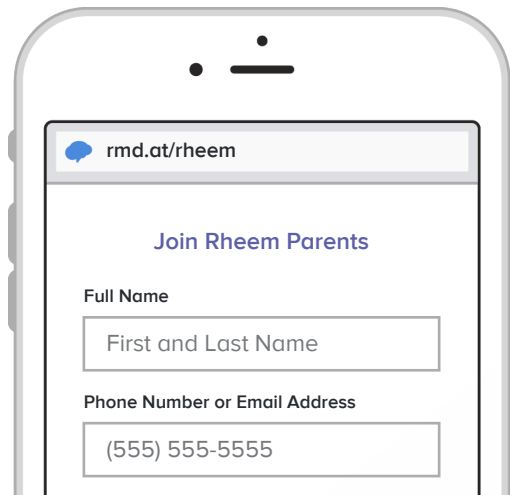 rmd.at/rheem
Join Rheem Parents
Full Name
First and Last Name
Phone Number or Email Address
(555) 555-5555